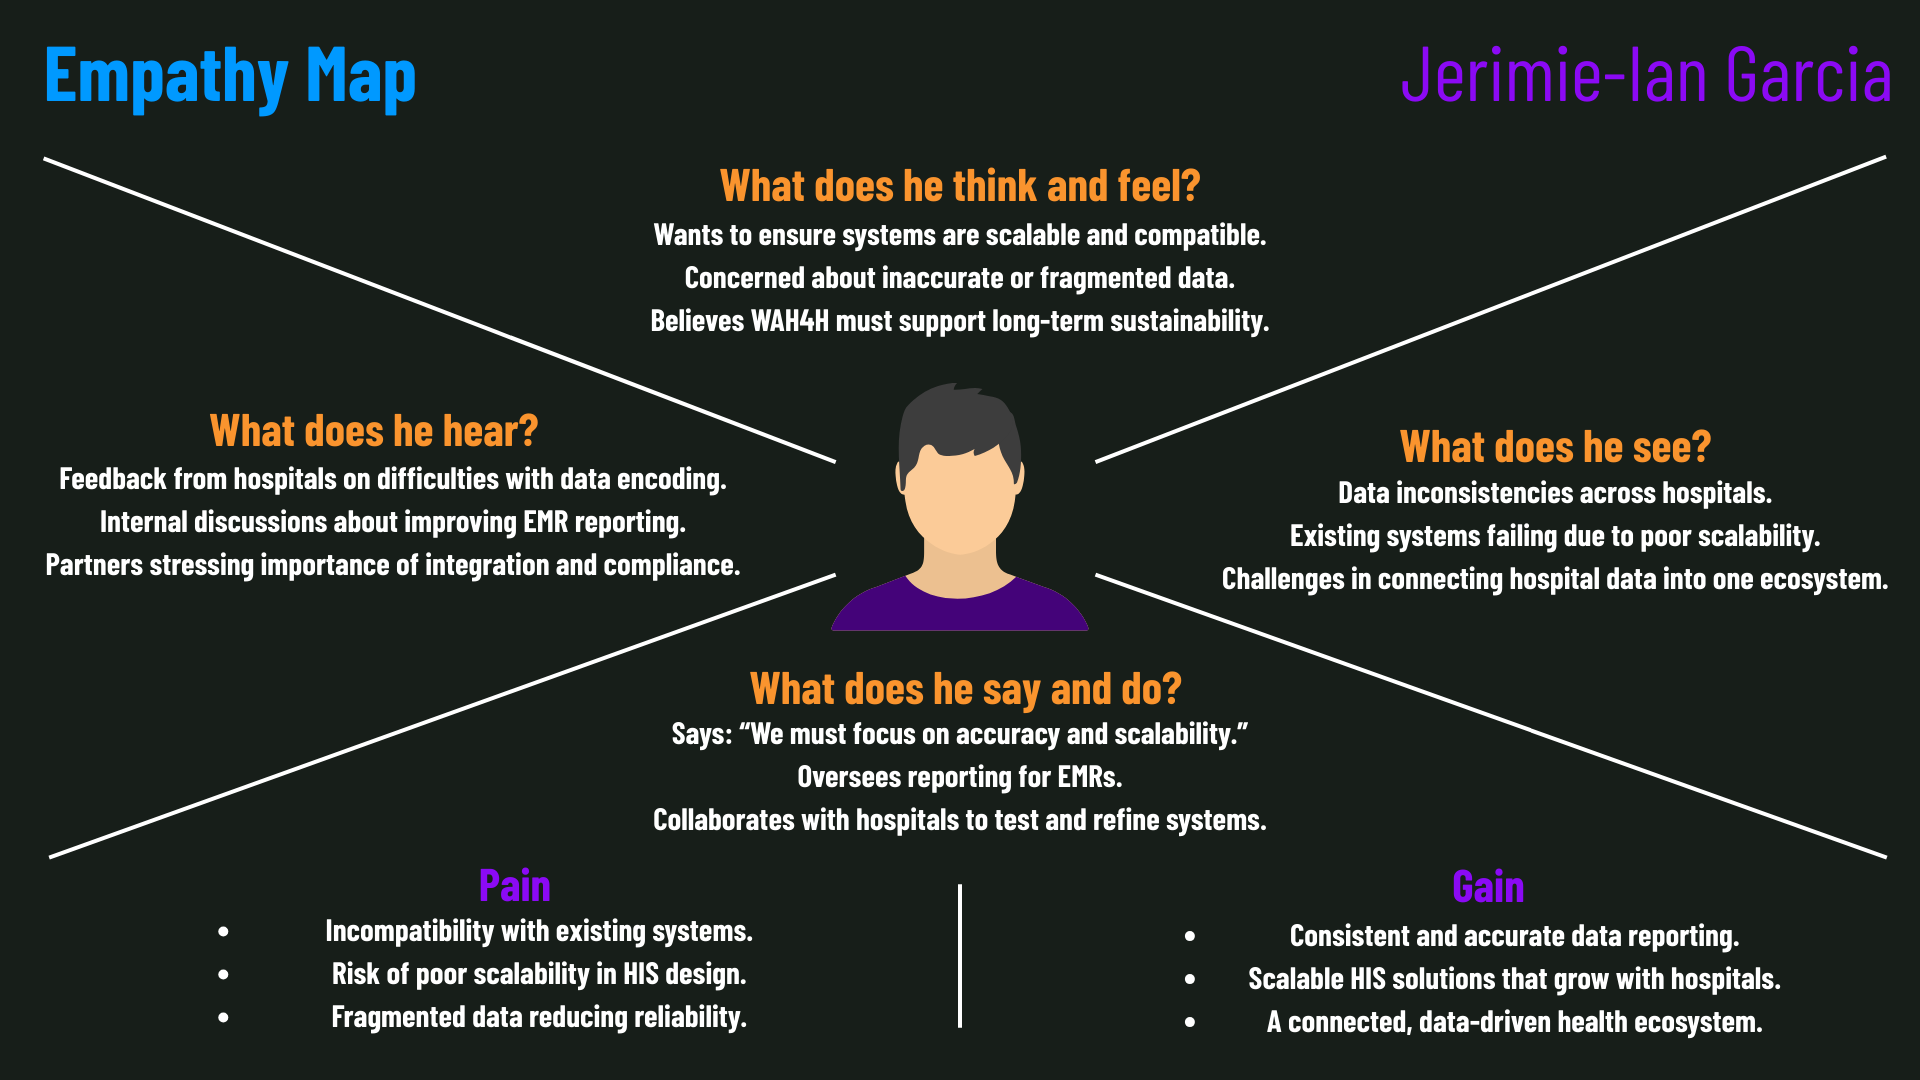 Empathy Map
Jerimie-Ian Garcia
What does he think and feel?
Wants to ensure systems are scalable and compatible.
Concerned about inaccurate or fragmented data.
Believes WAH4H must support long-term sustainability.
What does he hear?
Feedback from hospitals on difficulties with data encoding.
Internal discussions about improving EMR reporting.
Partners stressing importance of integration and compliance.
What does he see?
Data inconsistencies across hospitals.
Existing systems failing due to poor scalability.
Challenges in connecting hospital data into one ecosystem.
What does he say and do?
Says: “We must focus on accuracy and scalability.”
Oversees reporting for EMRs.
Collaborates with hospitals to test and refine systems.
Pain
• Incompatibility with existing systems.
• Risk of poor scalability in HIS design.
• Fragmented data reducing reliability.
Gain
• Consistent and accurate data reporting.
• Scalable HIS solutions that grow with hospitals.
• A connected, data-driven health ecosystem.